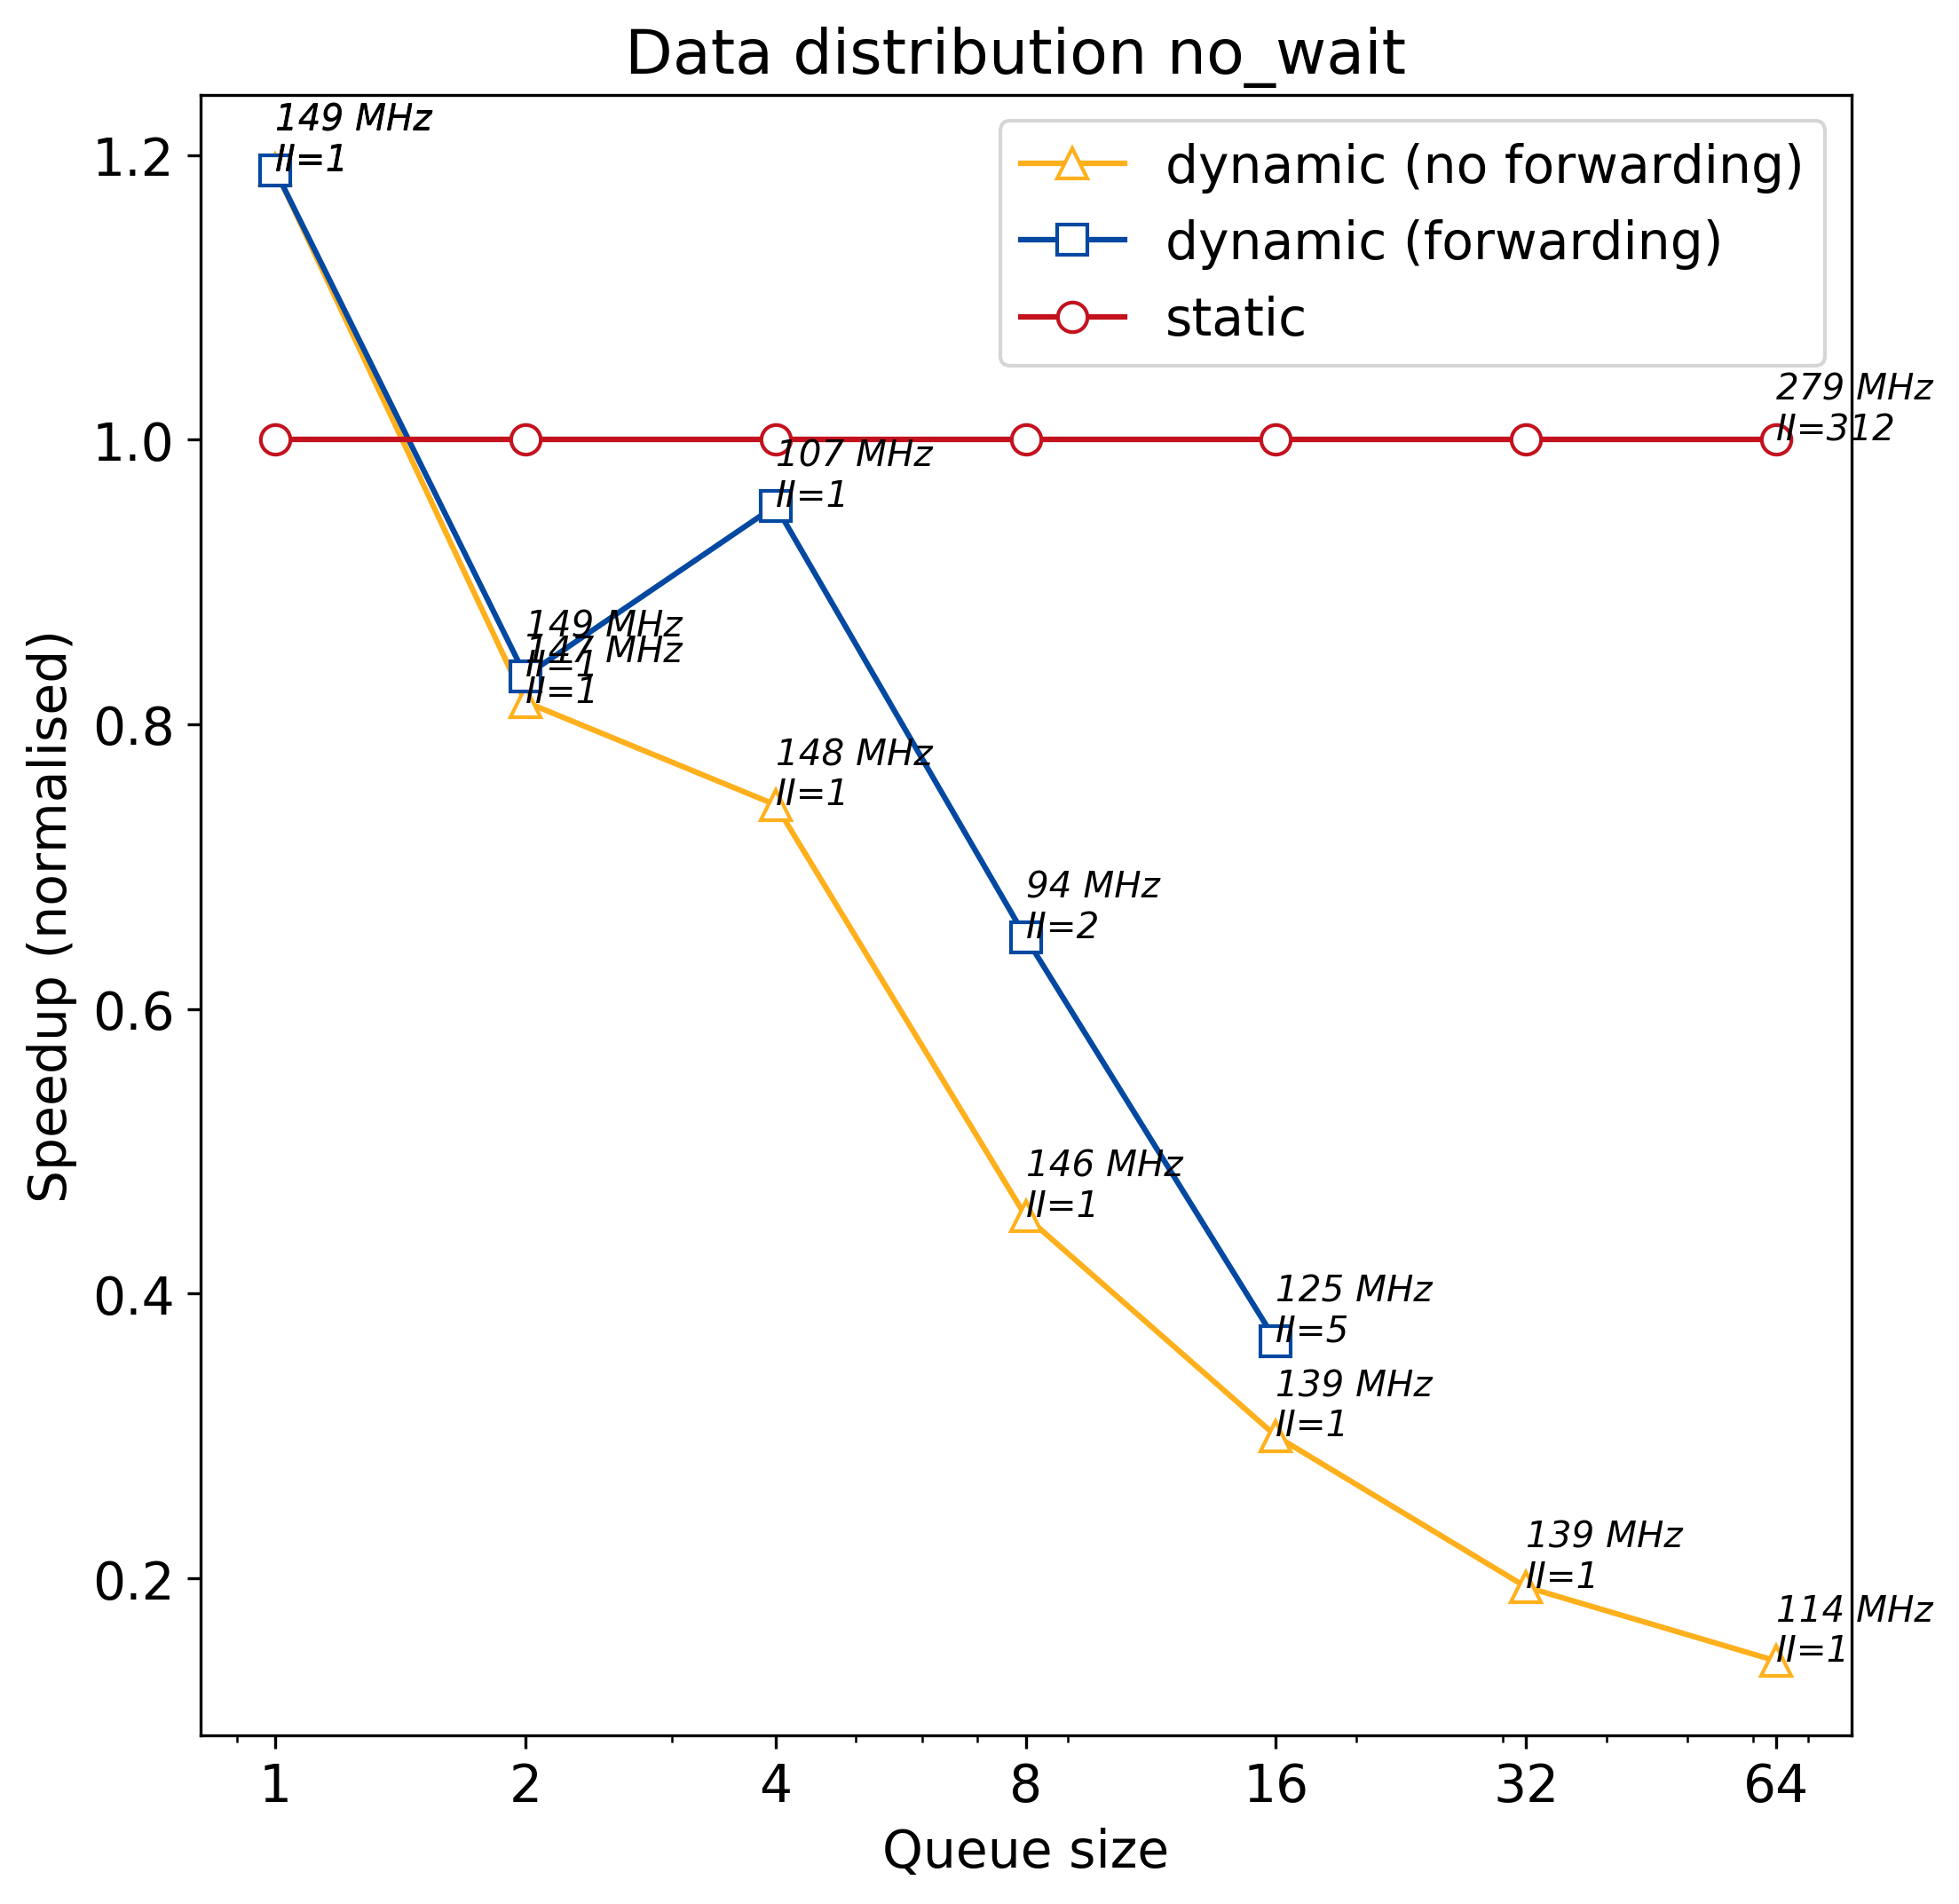 Data distribution no_wait
149 MHz
II=1
dynamic (no forwarding)
dynamic (forwarding)
static
1.2
1.0
0.8
0.6
0.4
0.2
Speedup (normalised)
279 MHz
II=312
107 MHz
II=1
149 MHz
II=1
147 MHz
II=1
148 MHz
II=1
94 MHz
II=2
146 MHz
II=1
125 MHz
II=5
139 MHz
II=1
139 MHz
II=1
114 MHz
II=1
1 2 4 8 16 32 64
Queue size